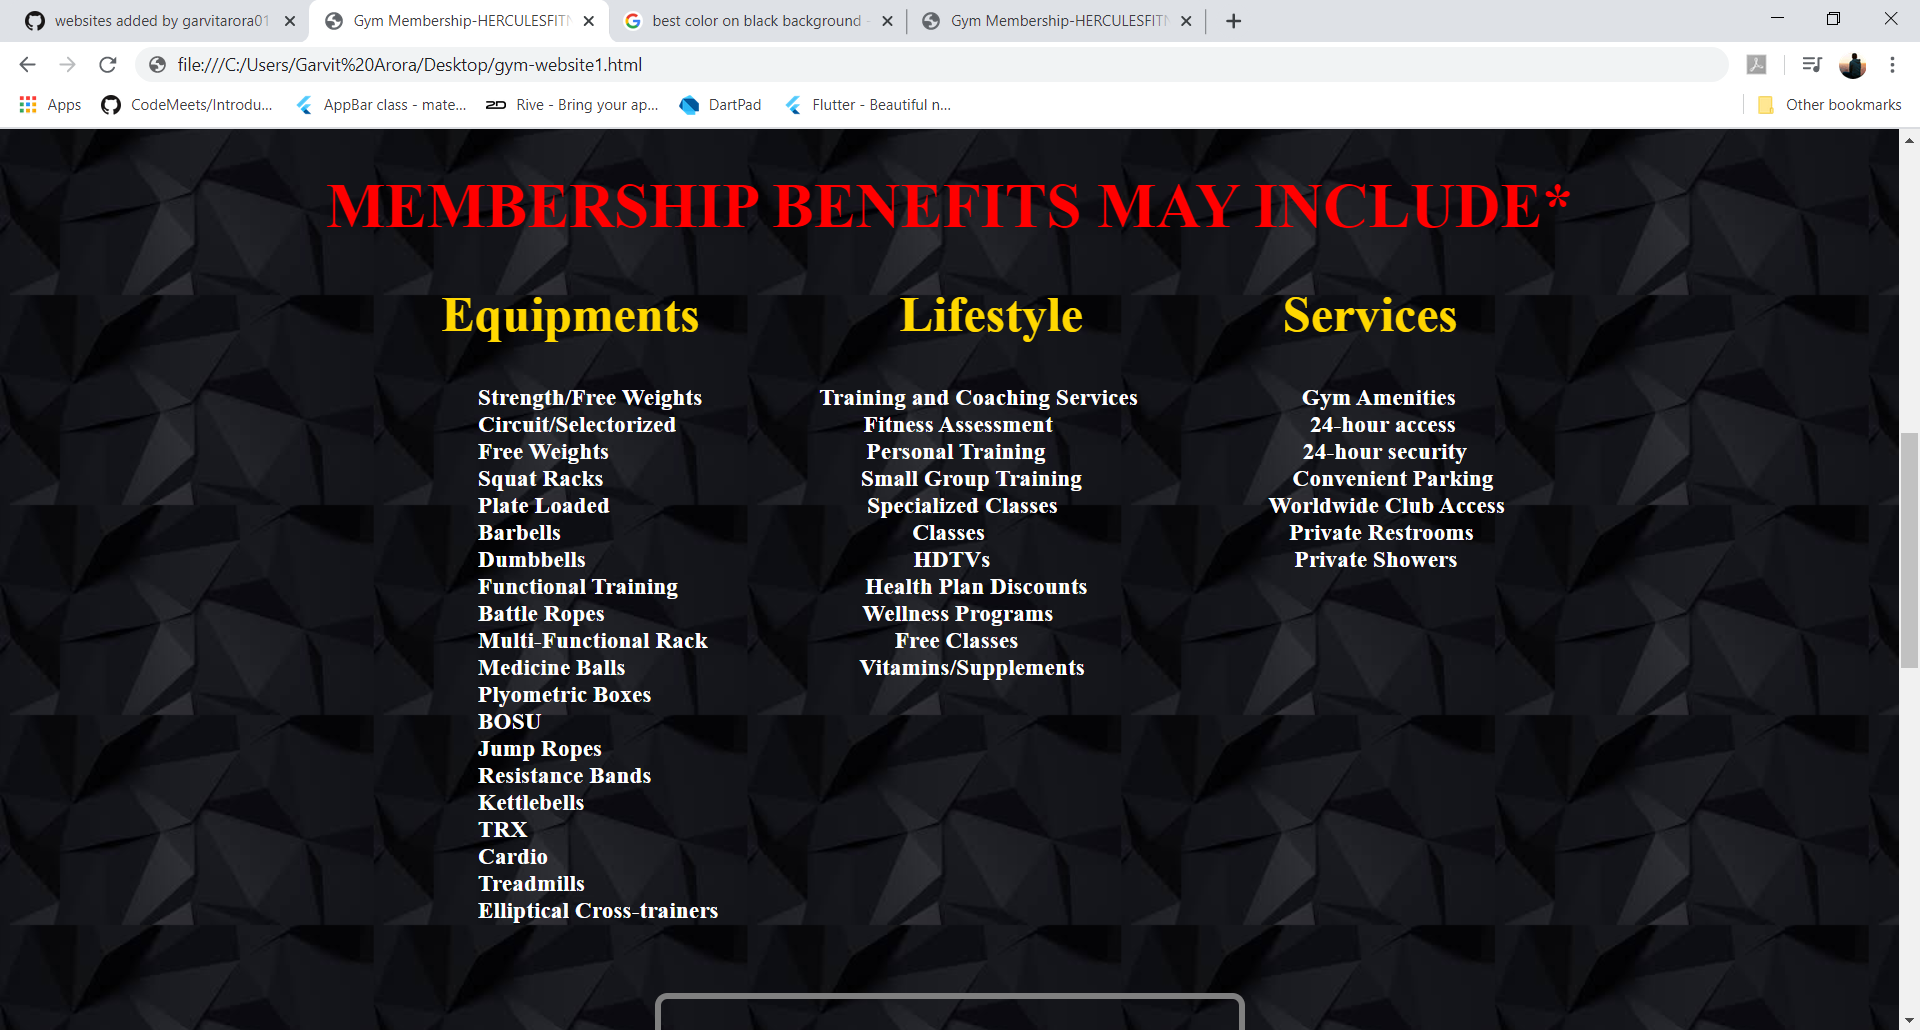 websites added by garvitarora01
Gym Membership-HERCULESFITN
best color on black background -
Gym Membership-HERCULESFITN
file:///C:/Users/Garvit%20Arora/Desktop/gym-website1.html
Apps
CodeMeets/Introdu...
AppBar class - mate...
2D
Rive - Bring your ap...
DartPad
Flutter - Beautiful n...
Other bookmarks
MEMBERSHIP BENEFITS MAY INCLUDE*
Equipments
Strength/Free Weights
Circuit/Selectorized
Free Weights
Squat Racks
Plate Loaded
Barbells
Dumbbells
Functional Training
Battle Ropes
Multi-Functional Rack
Medicine Balls
Plyometric Boxes
BOSU
Jump Ropes
Resistance Bands
Kettlebells
TRX
Cardio
Treadmills
Elliptical Cross-trainers
Lifestyle
Training and Coaching Services
Fitness Assessment
Personal Training
Small Group Training
Specialized Classes
Classes
HDTVs
Health Plan Discounts
Wellness Programs
Free Classes
Vitamins/Supplements
Services
Gym Amenities
24-hour access
24-hour security
Convenient Parking
Worldwide Club Access
Private Restrooms
Private Showers